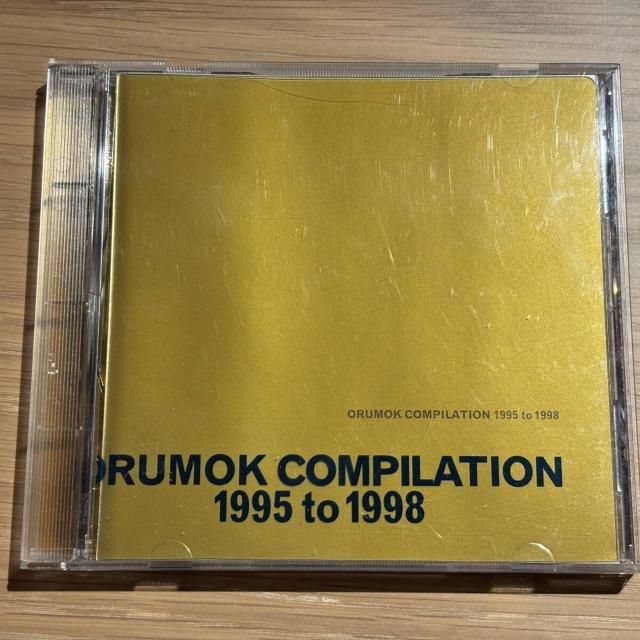 ORUMOK COMPILATION 1995 to 1998
ORUMOK COMPILATION
1995 to 1998